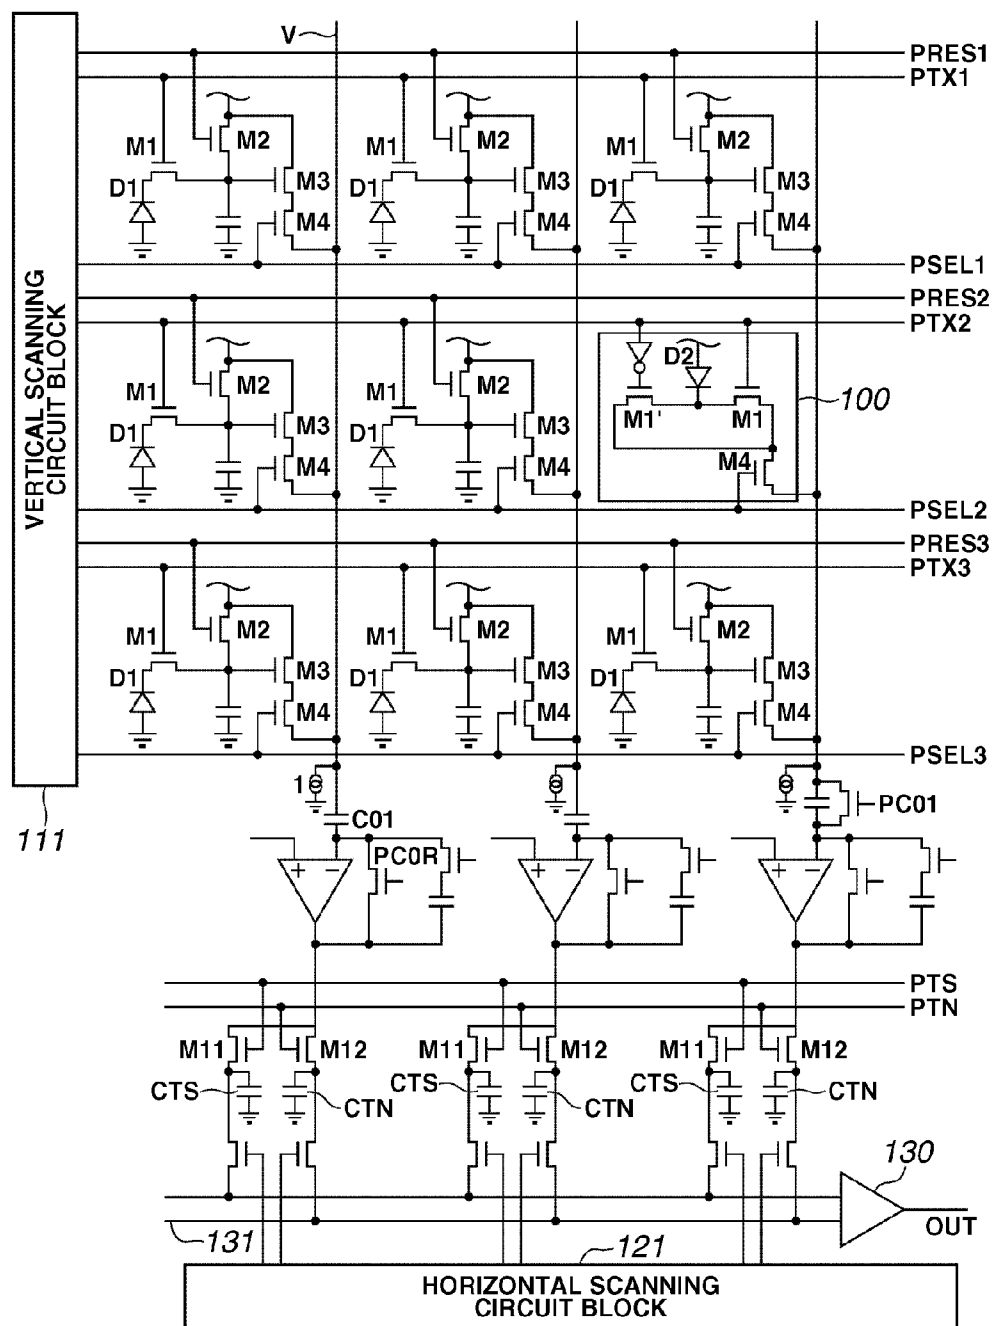 V
PRES1
PTX1
M1 M2 M1 M2 M1 M2
D1 M3 D1 M3 D1 M3
M4 M4 M4
PSEL1
VERTICAL SCANNING
CIRCUIT BLOCK
PRES2
PTX2
M1 M2 M1 M2 D2
M1' M1 100
D1 M3 D1 M3
M4 M4 M4
PSEL2
PRES3
PTX3
M1 M2 M1 M2 M1 M2
D1 M3 D1 M3 D1 M3
M4 M4 M4
PSEL3
111
1
C01 PC01
+ − PC0R + − + −
PTS
PTN
M11 M12 M11 M12 M11 M12
CTS CTN CTS CTN CTS CTN
130
OUT
131
121
HORIZONTAL SCANNING
CIRCUIT BLOCK